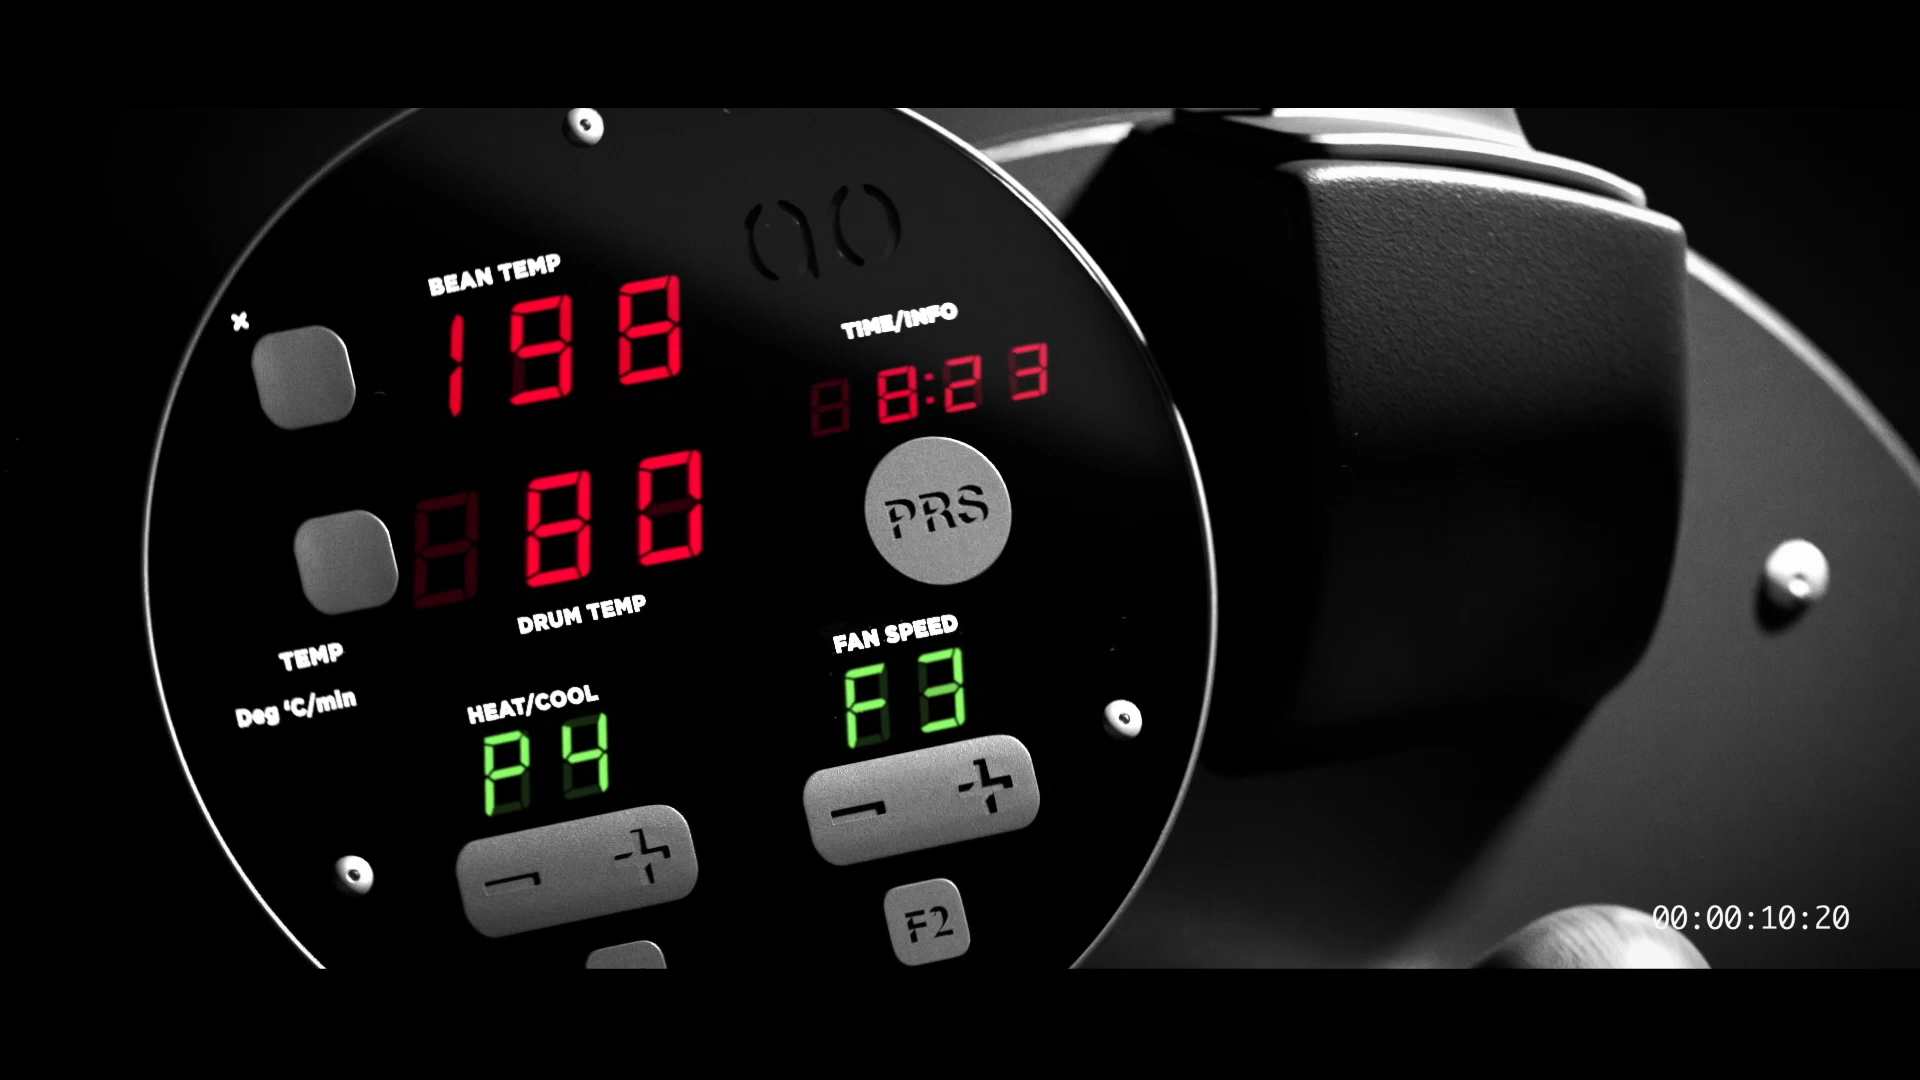 BEAN TEMP
198
TIME/INFO
8:23
80
DRUM TEMP
PRS
TEMP
Deg °C/min
HEAT/COOL
P4
FAN SPEED
F3
- +
- +
F2
00:00:10:20